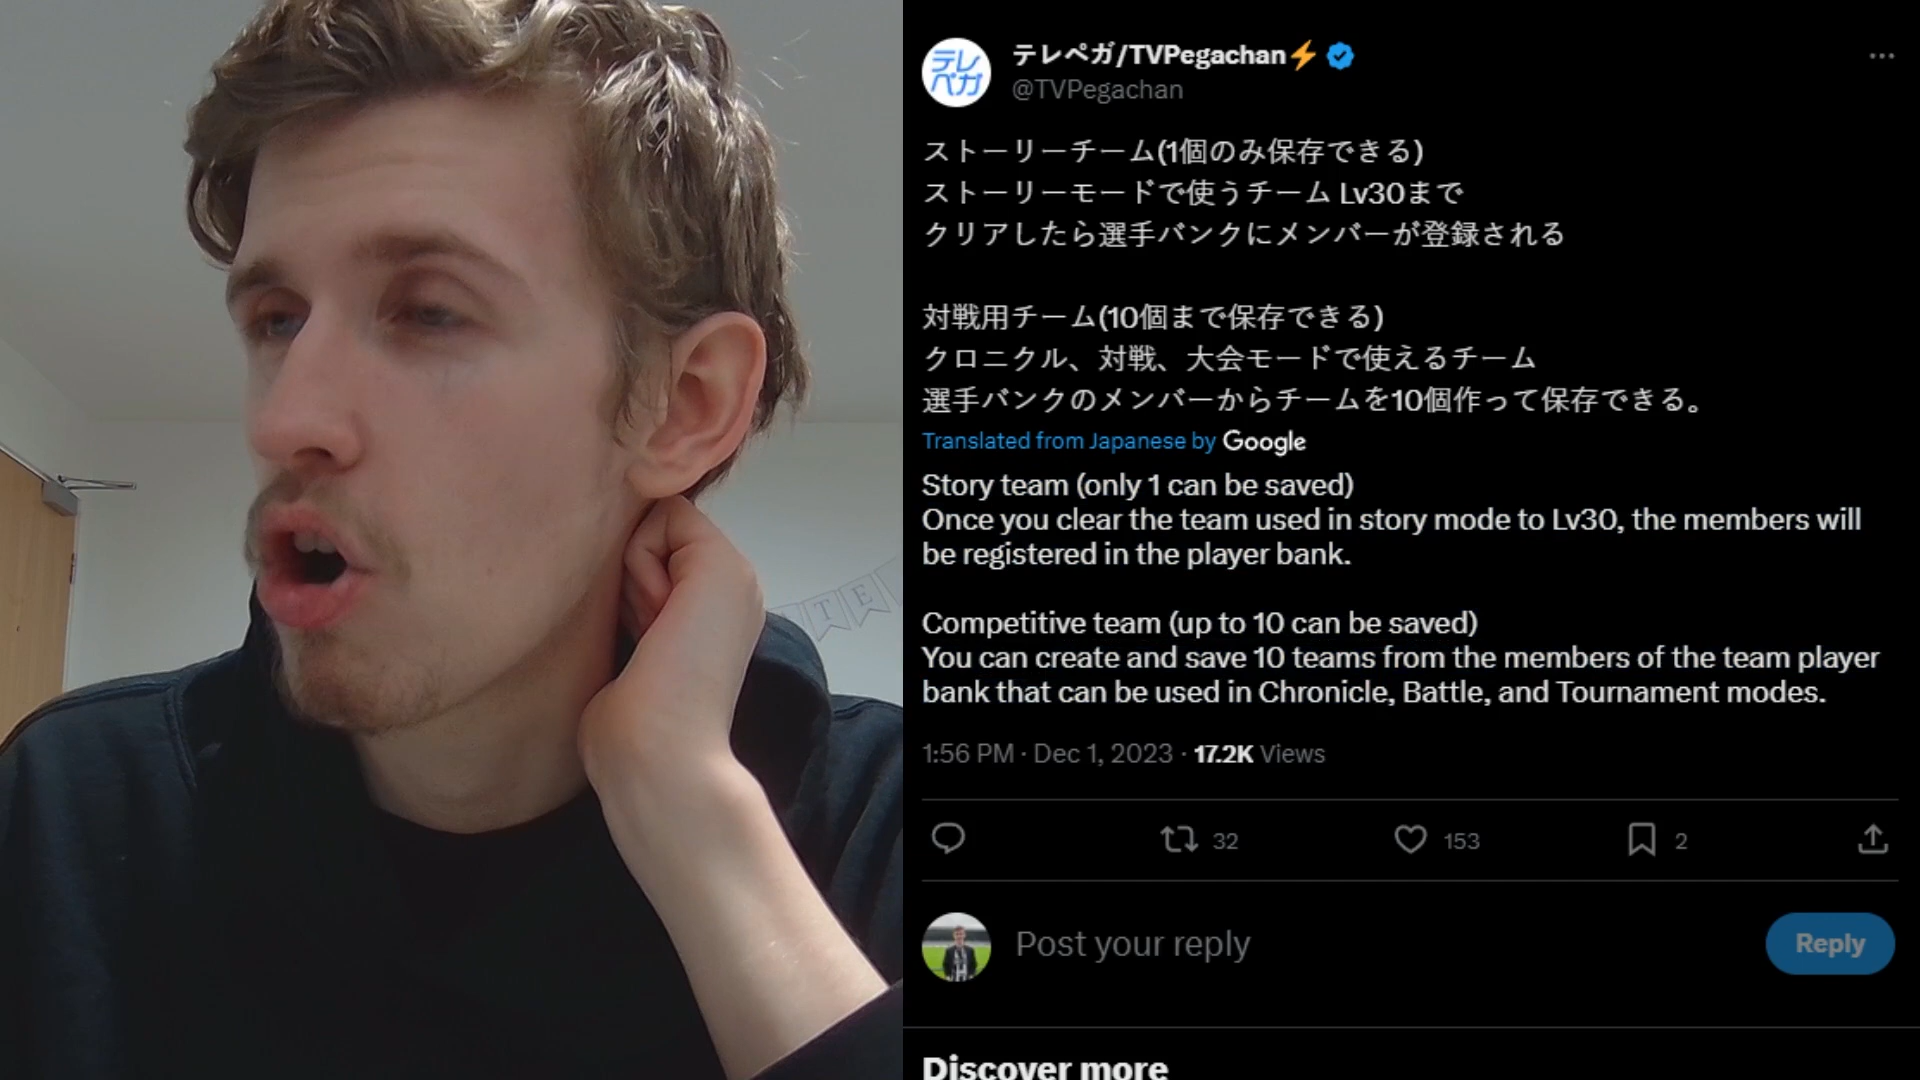 テレペガ
テレペガ/TVPegachan⚡
@TVPegachan
ストーリーチーム(1個のみ保存できる)
ストーリーモードで使うチーム Lv30まで
クリアしたら選手バンクにメンバーが登録される
対戦用チーム(10個まで保存できる)
クロニクル、対戦、大会モードで使えるチーム
選手バンクのメンバーからチームを10個作って保存できる。
Translated from Japanese by Google
Story team (only 1 can be saved)
Once you clear the team used in story mode to Lv30, the members will
be registered in the player bank.
Competitive team (up to 10 can be saved)
You can create and save 10 teams from the members of the team player
bank that can be used in Chronicle, Battle, and Tournament modes.
1:56 PM · Dec 1, 2023 · 17.2K Views
32 153 2
Post your reply
Reply
Discover more